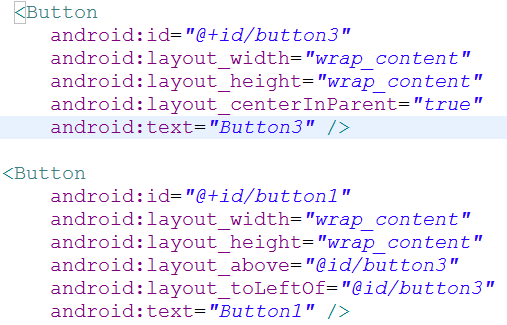 <Button
android:id="@+id/button3"
android:layout_width="wrap_content"
android:layout_height="wrap_content"
android:layout_centerInParent="true"
android:text="Button3" />
<Button
android:id="@+id/button1"
android:layout_width="wrap_content"
android:layout_height="wrap_content"
android:layout_above="@id/button3"
android:layout_toLeftOf="@id/button3"
android:text="Button1" />